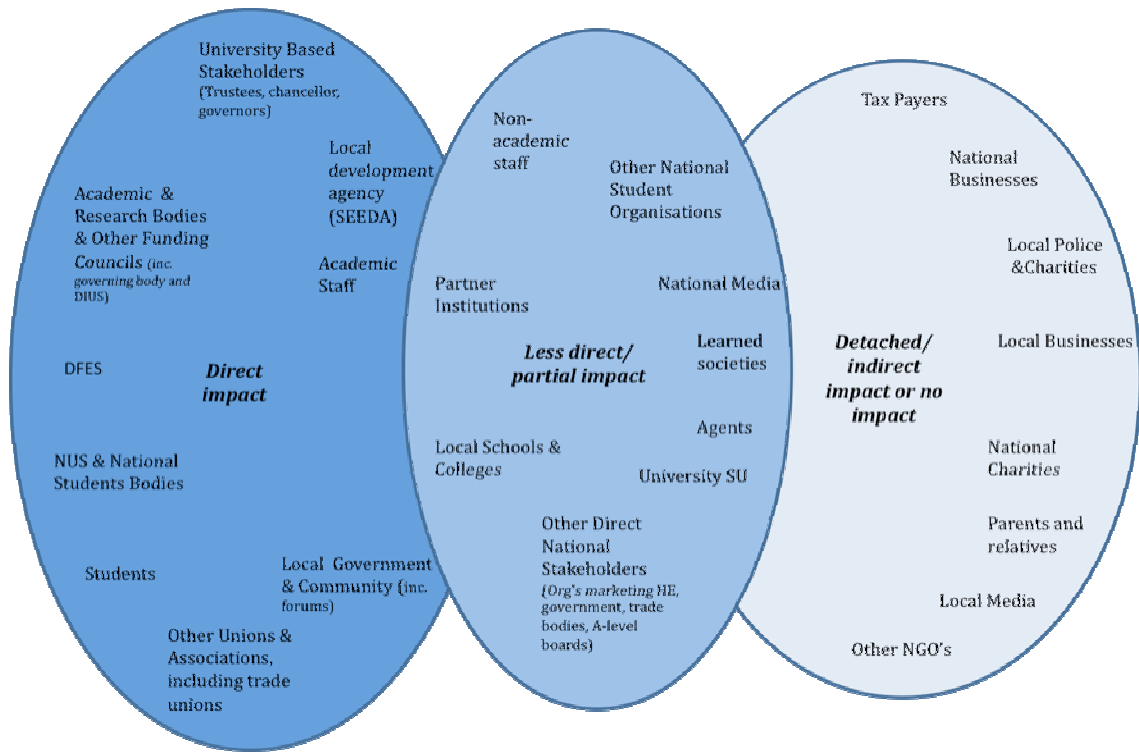 University Based
Stakeholders
(Trustees, chancellor,
governors)
Local
development
agency
(SEEDA)
Academic &
Research Bodies
& Other Funding
Councils (inc.
governing body and
DIUS)
Academic
Staff
DFES
Direct
impact
NUS & National
Students Bodies
Students
Local Government
& Community (inc.
forums)
Other Unions &
Associations,
including trade
unions
Non-
academic
staff
Other National
Student
Organisations
Partner
Institutions
National Media
Learned
societies
Less direct/
partial impact
Agents
Local Schools &
Colleges
University SU
Other Direct
National
Stakeholders
(Org's marketing HE,
government, trade
bodies, A-level
boards)
Tax Payers
National
Businesses
Local Police
&Charities
Local Businesses
Detached/
indirect
impact or no
impact
National
Charities
Parents and
relatives
Local Media
Other NGO's